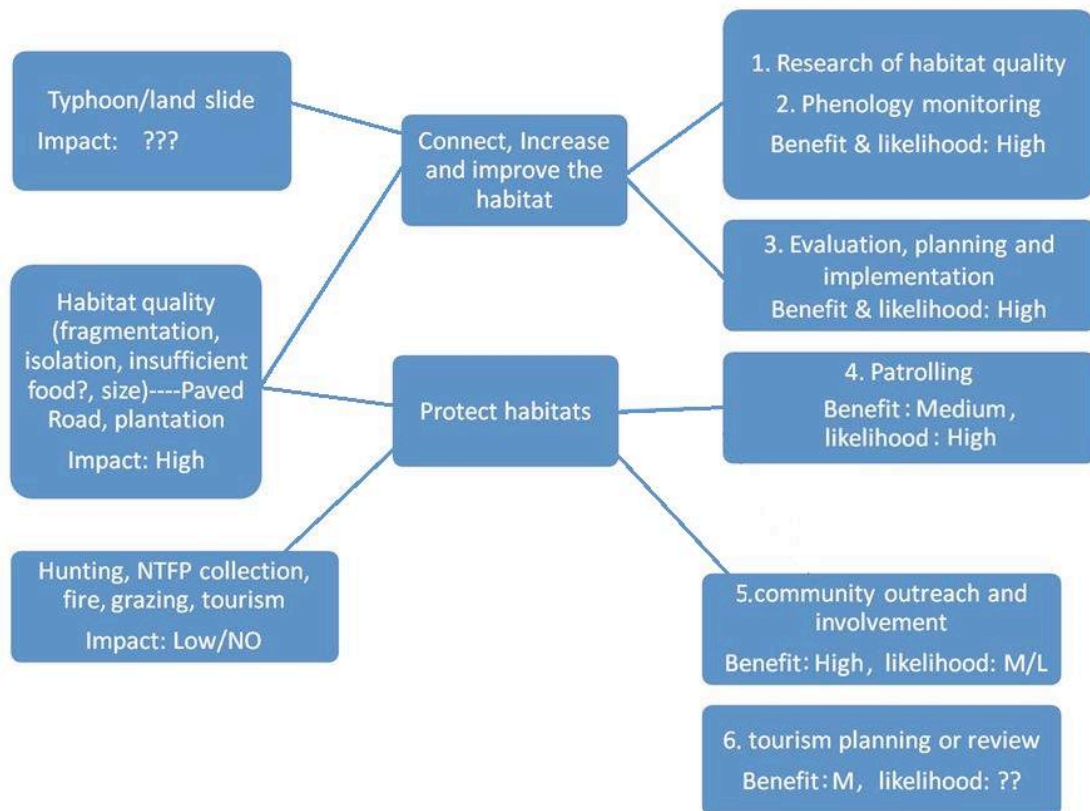 Typhoon/land slide
Impact: ???
Habitat quality
(fragmentation,
isolation, insufficient
food?, size)----Paved
Road, plantation
Impact: High
Hunting, NTFP collection,
fire, grazing, tourism
Impact: Low/NO
Connect, Increase
and improve the
habitat
Protect habitats
1. Research of habitat quality
2. Phenology monitoring
Benefit & likelihood: High
3. Evaluation, planning and
implementation
Benefit & likelihood: High
4. Patrolling
Benefit：Medium，
likelihood：High
5.community outreach and
involvement
Benefit：High， likelihood: M/L
6. tourism planning or review
Benefit：M， likelihood: ??